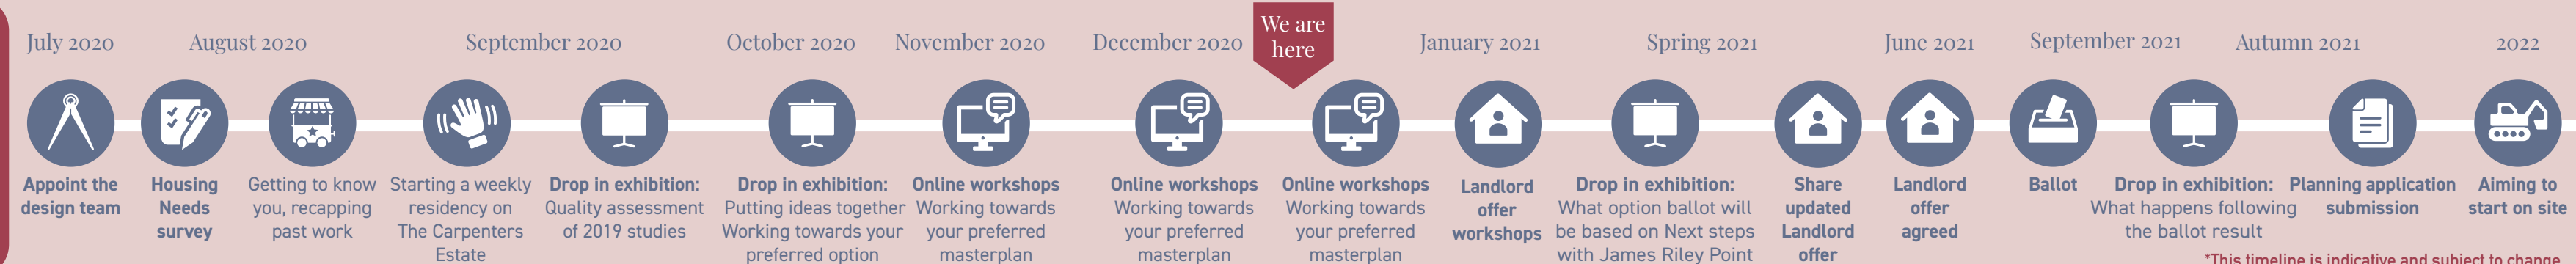 July 2020
August 2020
September 2020
October 2020
November 2020
December 2020
We are
here
January 2021
Spring 2021
June 2021
September 2021
Autumn 2021
2022
Appoint the
design team
Housing
Needs
survey
Getting to know
you, recapping
past work
Starting a weekly
residency on
The Carpenters
Estate
Drop in exhibition:
Quality assessment
of 2019 studies
Drop in exhibition:
Putting ideas together
Working towards your
preferred option
Online workshops
Working towards
your preferred
masterplan
Online workshops
Working towards
your preferred
masterplan
Online workshops
Working towards
your preferred
masterplan
Landlord
offer
workshops
Drop in exhibition:
What option ballot will
be based on Next steps
with James Riley Point
Share
updated
Landlord
offer
Landlord
offer
agreed
Ballot
Drop in exhibition:
What happens following
the ballot result
Planning application
submission
Aiming to
start on site
*This timeline is indicative and subject to change